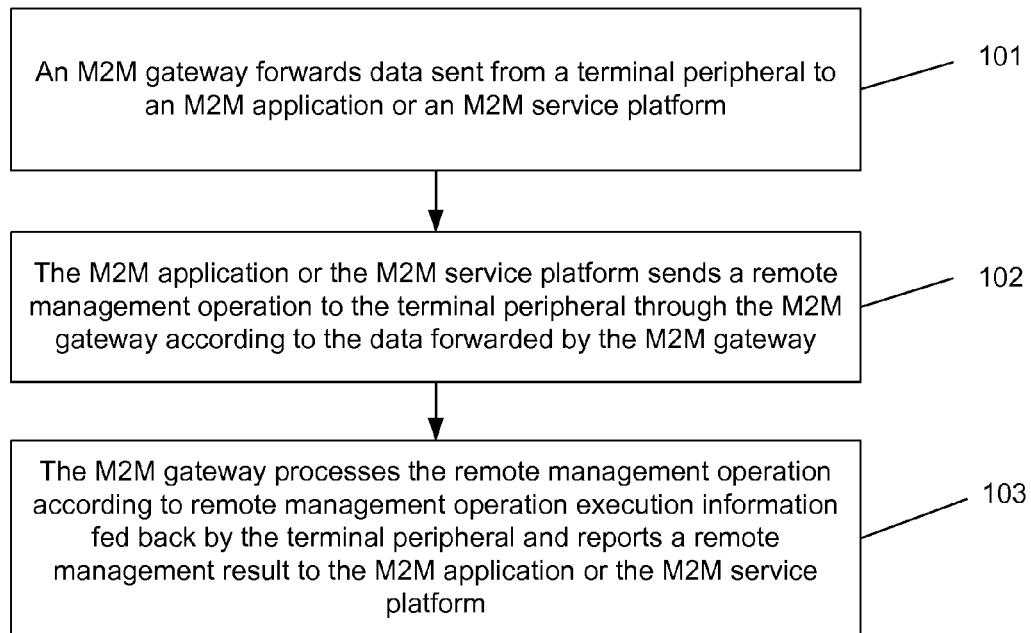 An M2M gateway forwards data sent from a terminal peripheral to
an M2M application or an M2M service platform
101
The M2M application or the M2M service platform sends a remote
management operation to the terminal peripheral through the M2M
gateway according to the data forwarded by the M2M gateway
102
The M2M gateway processes the remote management operation
according to remote management operation execution information
fed back by the terminal peripheral and reports a remote
management result to the M2M application or the M2M service
platform
103